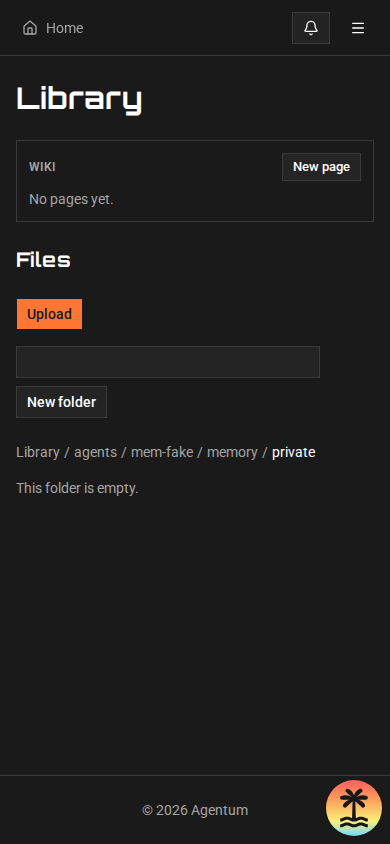 Home
Library
WIKI
New page
No pages yet.
Files
Upload
New folder
Library / agents / mem-fake / memory / private
This folder is empty.
© 2026 Agentum